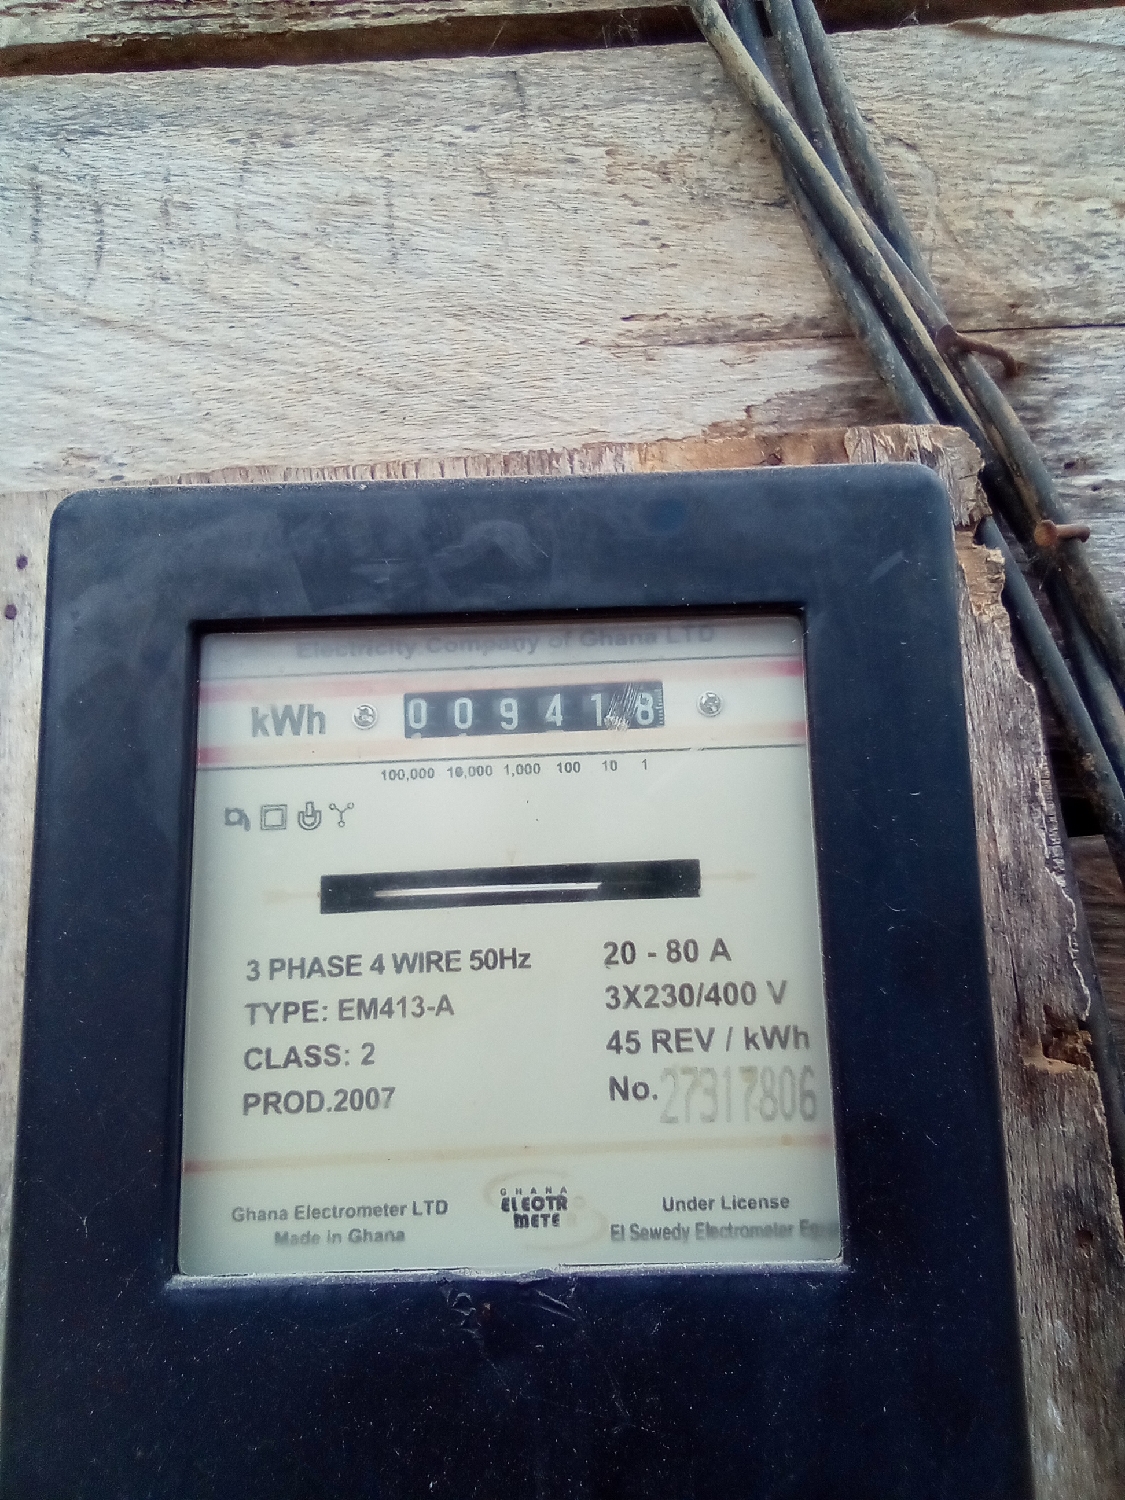 Electricity Company of Ghana LTD
kWh 0 0 9 4 1 8
100,000 10,000 1,000 100 10 1
3 PHASE 4 WIRE 50Hz 20 - 80 A
TYPE: EM413-A 3X230/400 V
CLASS: 2 45 REV / kWh
PROD.2007 No. 27317806
Ghana Electrometer LTD
Made in Ghana
GHANA
ELECTR
METE
Under License
El Sewedy Electrometer